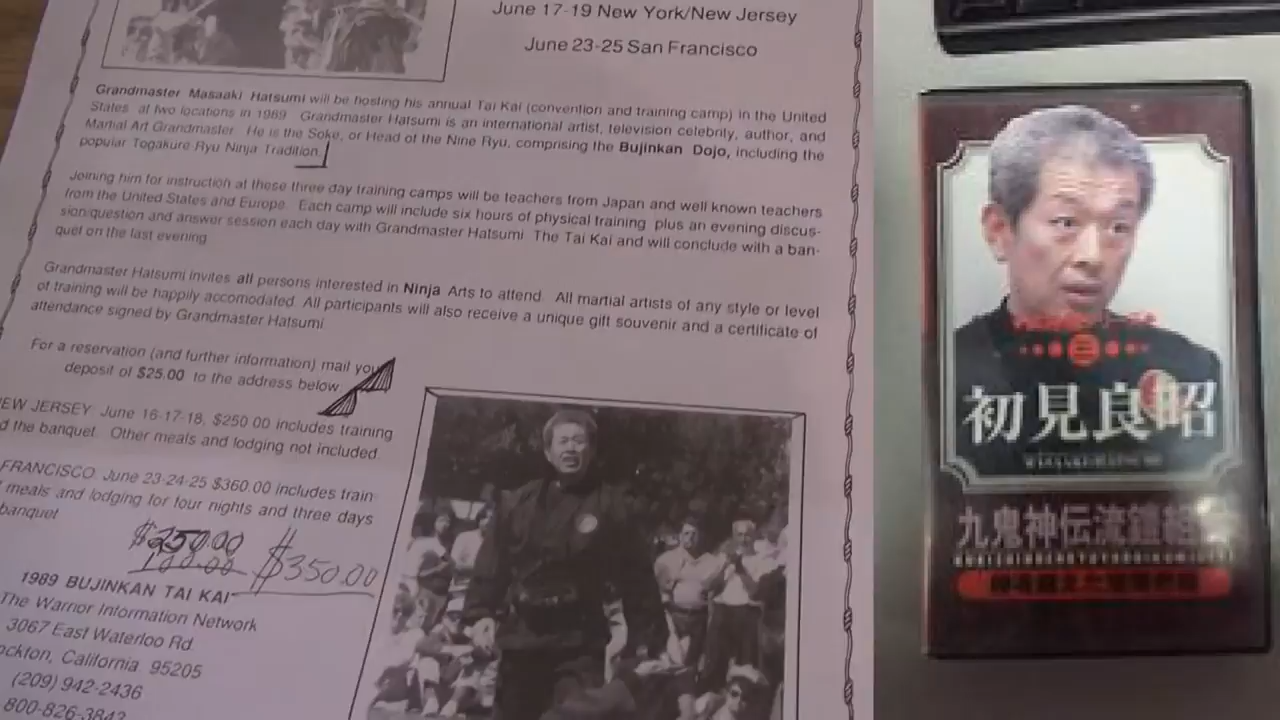 June 17-19 New York/New Jersey
June 23-25 San Francisco
Grandmaster Masaaki Hatsumi will be hosting his annual Tai Kai (convention and training camp) in the United
States at two locations in 1989 Grandmaster Hatsumi is an international artist, television celebrity, author, and
Martial Art Grandmaster. He is the Soke, or Head of the Nine Ryu, comprising the Bujinkan Dojo, including the
popular Togakure Ryu Ninja Tradition.
Joining him for instruction at these three day training camps will be teachers from Japan and well known teachers
from the United States and Europe. Each camp will include six hours of physical training plus an evening discus-
sion/question and answer session each day with Grandmaster Hatsumi. The Tai Kai and will conclude with a ban-
quet on the last evening
Grandmaster Hatsumi invites all persons interested in Ninja Arts to attend. All martial artists of any style or level
of training will be happily accomodated. All participants will also receive a unique gift souvenir and a certificate of
attendance signed by Grandmaster Hatsumi
For a reservation (and further information) mail you
deposit of $25.00 to the address below.
EW JERSEY: June 16-17-18, $250.00 includes training
d the banquet. Other meals and lodging not included.
FRANCISCO: June 23-24-25 $360.00 includes train-
meals and lodging for four nights and three days
banquet
$250.00
100.00
$350.00
1989 BUJINKAN TAI KAI
The Warrior Information Network
3067 East Waterloo Rd.
ockton, California 95205
(209) 942-2436
800-826-3842
初見良昭
九鬼神伝流鎧組